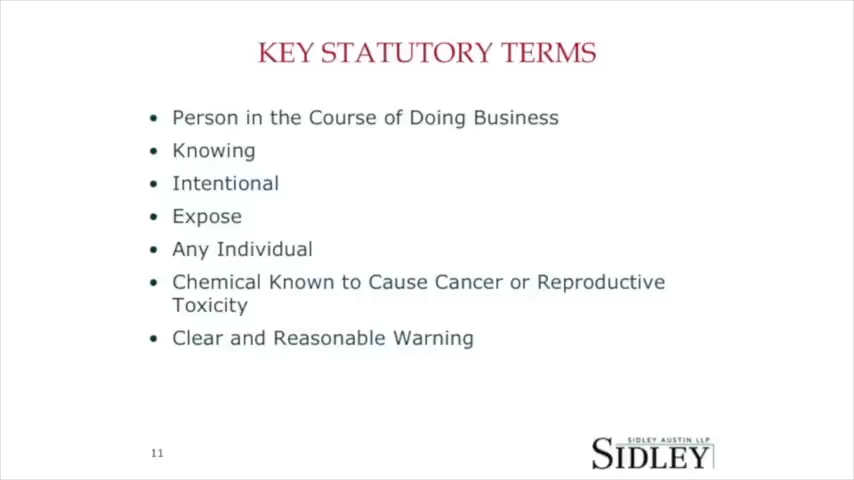 KEY STATUTORY TERMS
• Person in the Course of Doing Business
• Knowing
• Intentional
• Expose
• Any Individual
• Chemical Known to Cause Cancer or Reproductive
Toxicity
• Clear and Reasonable Warning
11
SIDLEY AUSTIN LLP
SIDLEY